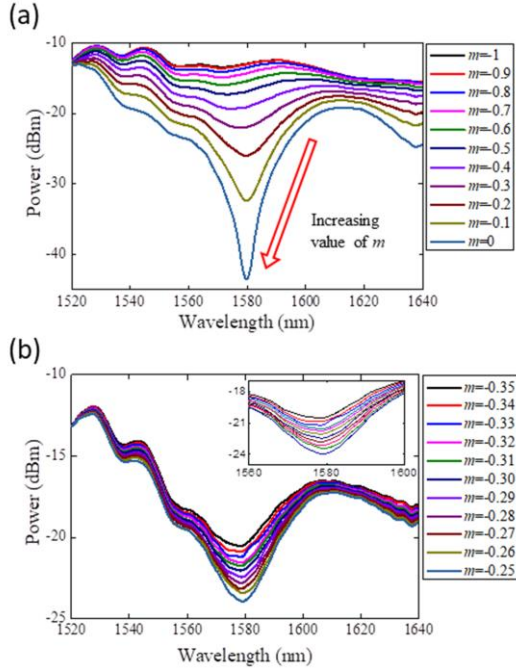 (a)
-10
-20
-30
-40
Power (dBm)
1520 1540 1560 1580 1600 1620 1640
Wavelength (nm)
Increasing
value of m
m=-1
m=-0.9
m=-0.8
m=-0.7
m=-0.6
m=-0.5
m=-0.4
m=-0.3
m=-0.2
m=-0.1
m=0
(b)
-10
-15
-20
-25
Power (dBm)
1520 1540 1560 1580 1600 1620 1640
Wavelength (nm)
-18
-21
-24
1560 1580 1600
m=-0.35
m=-0.34
m=-0.33
m=-0.32
m=-0.31
m=-0.30
m=-0.29
m=-0.28
m=-0.27
m=-0.26
m=-0.25